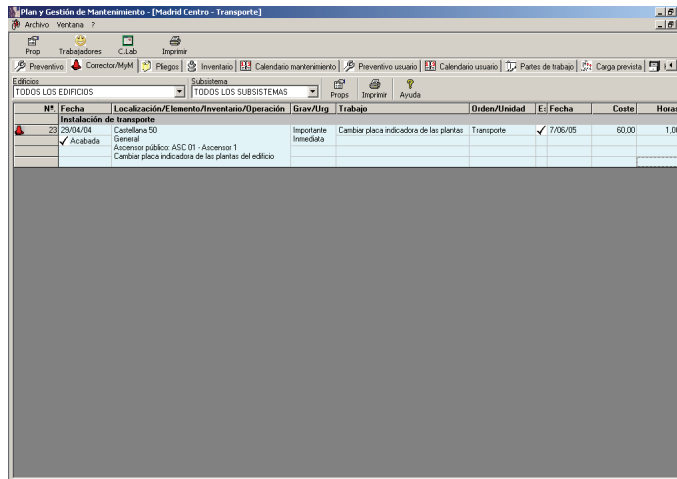 Plan y Gestión de Mantenimiento - [Madrid Centro - Transporte]
Archivo Ventana ?
Prop Trabajadores C.Lab Imprimir
Preventivo Corrector/MyM Pliegos Inventario Calendario mantenimiento Preventivo usuario Calendario usuario Partes de trabajo Carga prevista
Edificios Subsistema
TODOS LOS EDIFICIOS TODOS LOS SUBSISTEMAS Props Imprimir Ayuda
Nº. Fecha Localización/Elemento/Inventario/Operación Grav/Urg Trabajo Orden/Unidad E: Fecha Coste Horas
Instalación de transporte
23 29/04/04 Castellana 50 Importante Cambiar placa indicadora de las plantas Transporte 7/06/05 60,00 1,0
Acabada General Inmediata
Ascensor público: ASC 01 - Ascensor 1
Cambiar placa indicadora de las plantas del edificio